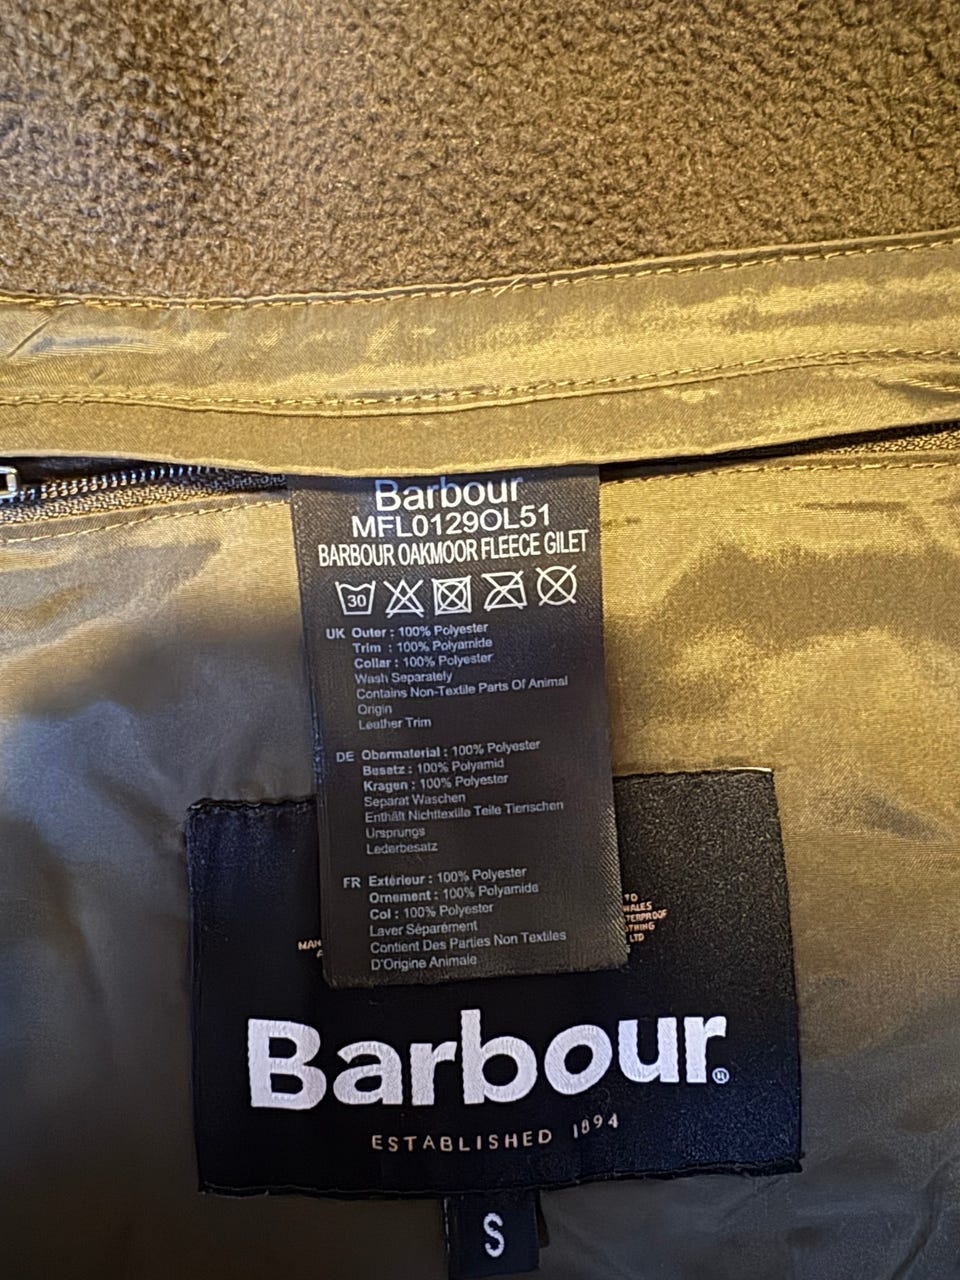 Barbour
MFL0129OL51
BARBOUR OAKMOOR FLEECE GILET
30
UK Outer : 100% Polyester
Trim : 100% Polyamide
Collar : 100% Polyester
Wash Separately
Contains Non-Textile Parts Of Animal
Origin
Leather Trim
DE Obermaterial : 100% Polyester
Besatz : 100% Polyamid
Kragen : 100% Polyester
Separat Waschen
Enthält Nichttextile Teile Tierischen
Ursprungs
Lederbesatz
FR Extérieur : 100% Polyester
Ornement : 100% Polyamide
Col : 100% Polyester
Laver Séparément
Contient Des Parties Non Textiles
D'Origine Animale
MAN
LTD
Barbour®
ESTABLISHED 1894
S